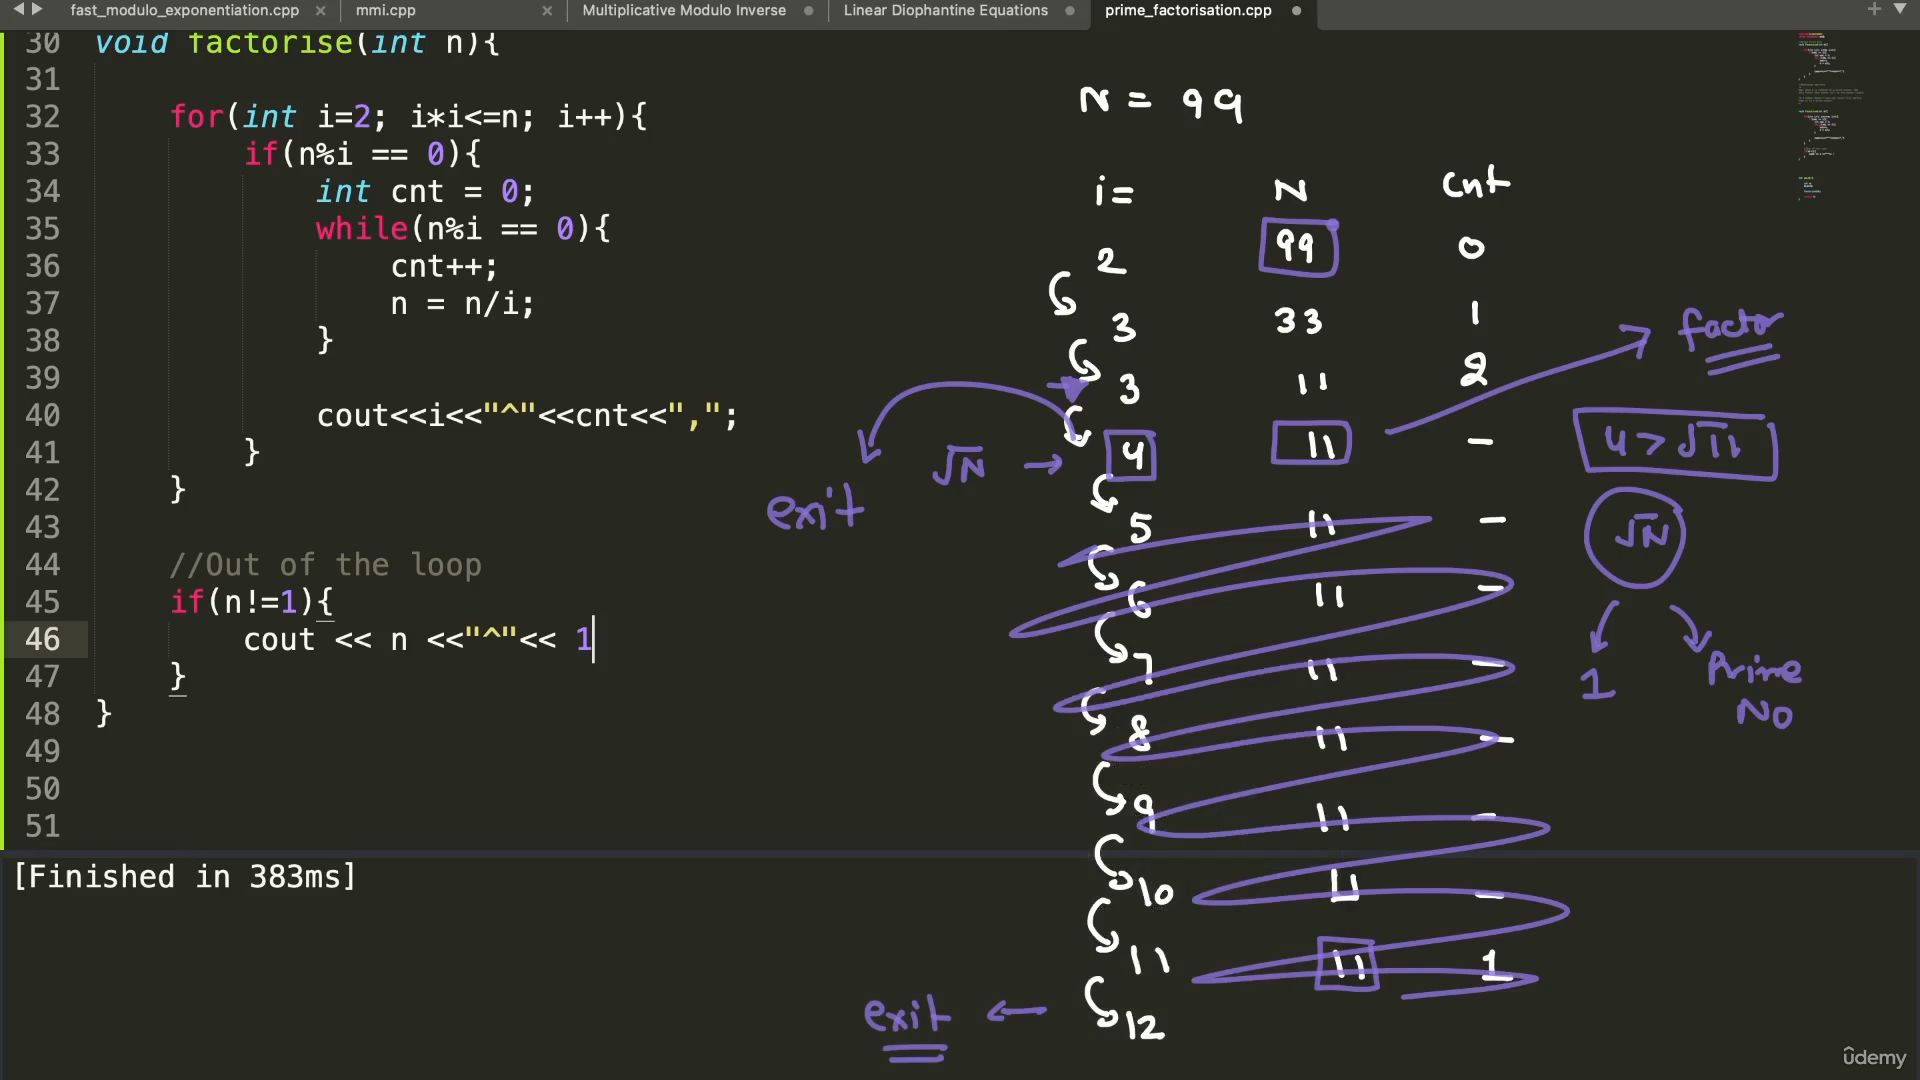 fast_modulo_exponentiation.cpp × mmi.cpp × Multiplicative Modulo Inverse Linear Diophantine Equations prime_factorisation.cpp
30 void factorise(int n){
31
32 for(int i=2; i*i<=n; i++){
33 if(n%i == 0){
34 int cnt = 0;
35 while(n%i == 0){
36 cnt++;
37 n = n/i;
38 }
39
40 cout<<i<<"^"<<cnt<<",";
41 }
42 }
43
44 //Out of the loop
45 if(n!=1){
46 cout << n <<"^"<< 1
47 }
48 }
49
50
51
[Finished in 383ms]
N = 99
i= N Cnt
2 99 0
3 33 1
3 11 2
4 11 -
5 11 -
6 11 -
7 11 -
8 11 -
9 11 -
10 11 -
11 11 1
12
factor
4 > √11
√N
1 Prime
No
√N →
exit
exit ←
udemy